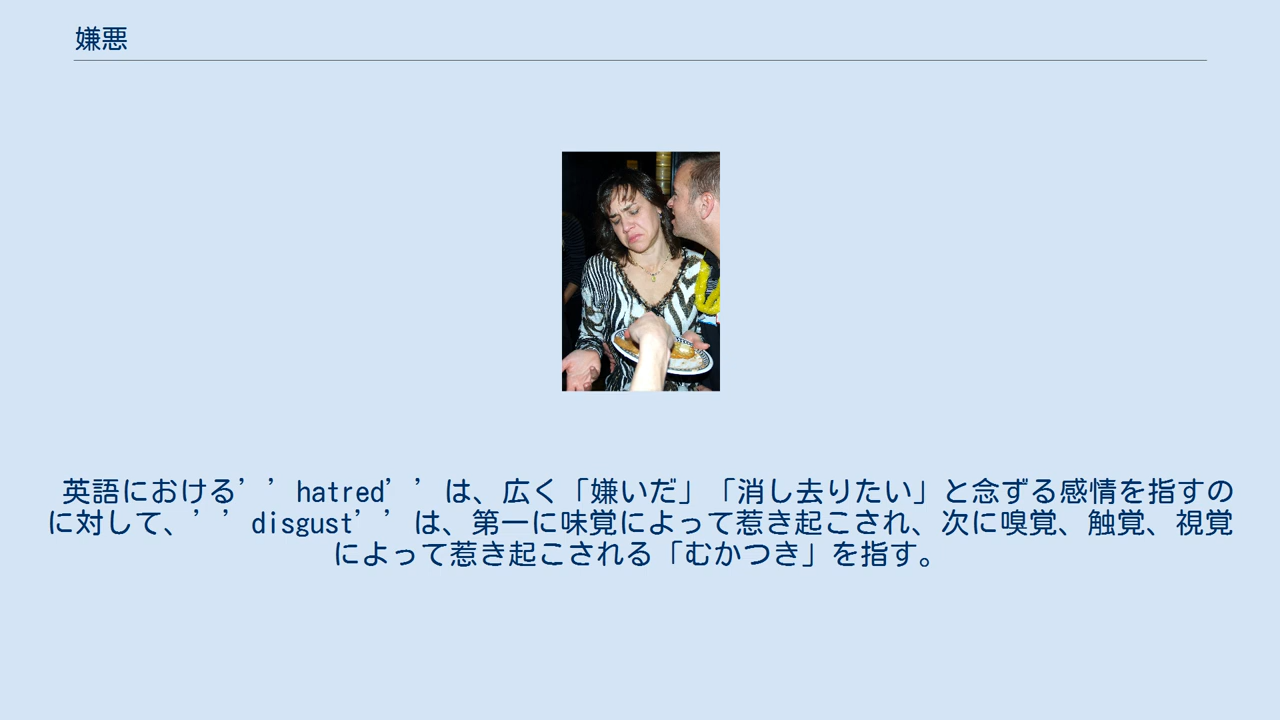 嫌悪
英語における’’hatred’’は、広く「嫌いだ」「消し去りたい」と念ずる感情を指すの
に対して、’’disgust’’は、第一に味覚によって惹き起こされ、次に嗅覚、触覚、視覚
によって惹き起こされる「むかつき」を指す。